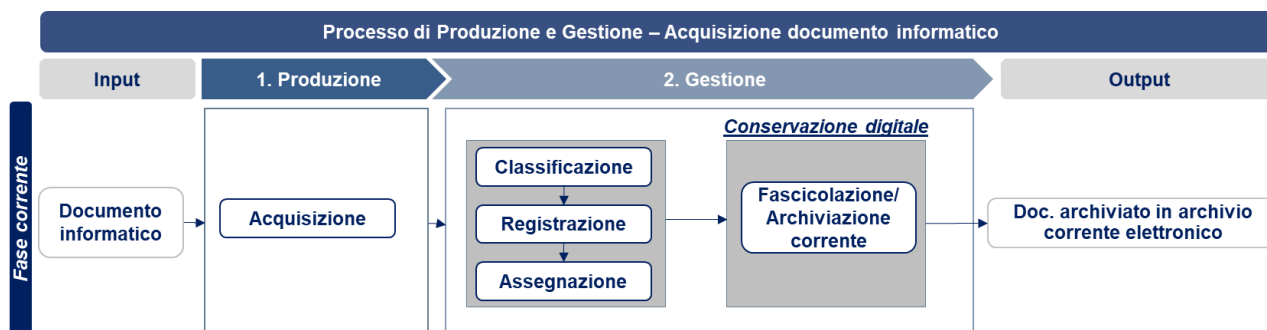 Processo di Produzione e Gestione – Acquisizione documento informatico
Input
1. Produzione
2. Gestione
Output
Fase corrente
Documento
informatico
Acquisizione
Classificazione
Registrazione
Assegnazione
Conservazione digitale
Fascicolazione/
Archiviazione
corrente
Doc. archiviato in archivio
corrente elettronico